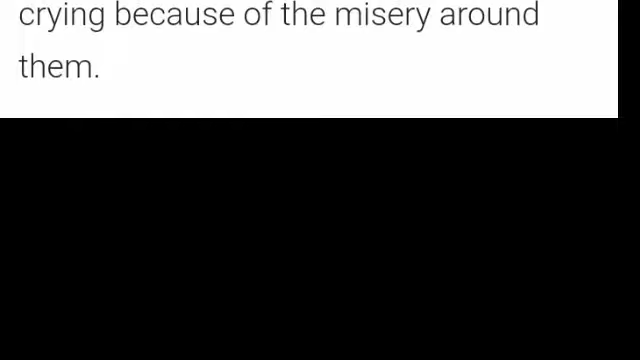 crying because of the misery around
them.